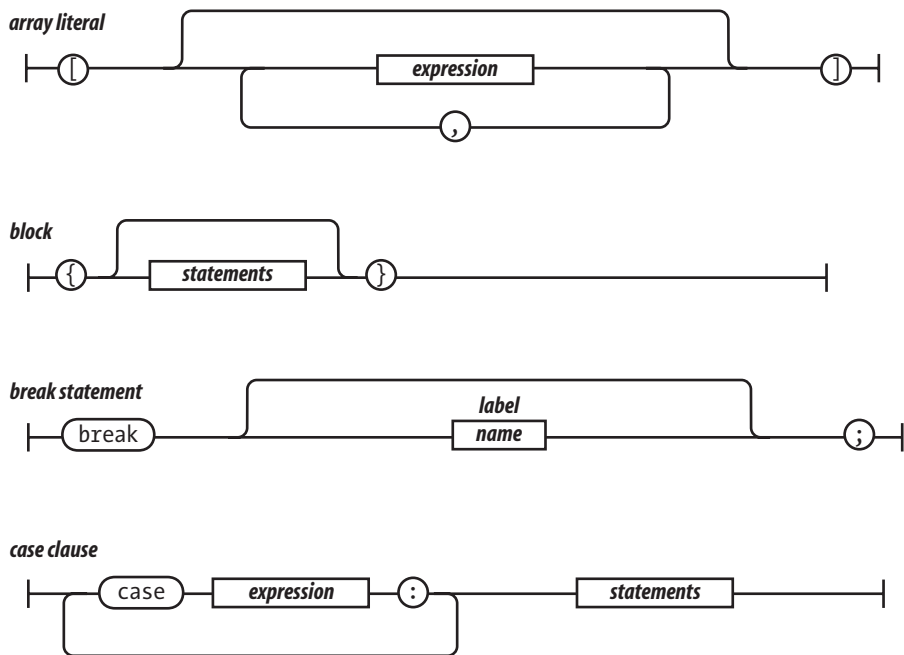 array literal
[ expression ]
,
block
{ statements }
break statement
label
break name ;
case clause
case expression : statements